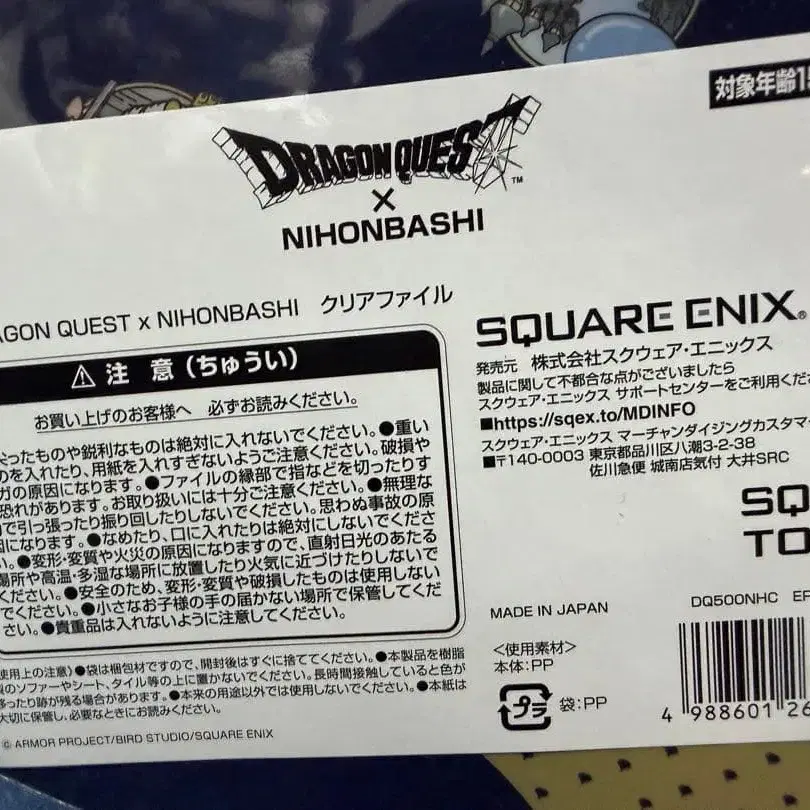 対象年齢15
DRAGON QUEST™
×
NIHONBASHI
AGON QUEST x NIHONBASHI クリアファイル
⚠ 注 意(ちゅうい)
お買い上げのお客様へ 必ずお読みください。
尖ったものや鋭利なものは絶対に入れないでください。●重い
のを入れたり、用紙を入れすぎないようご注意ください。破損や
ガの原因になります。●ファイルの縁部で指などを切ったりす
恐れがあります。お取り扱いには十分ご注意ください。●無理な
で引っ張ったり振り回したりしないでください。思わぬ事故の原
因になります。●なめたり、口に入れたりは絶対にしないでくださ
い。●変形・変質や火災の原因になりますので、直射日光のあたる
場所や高温・多湿な場所に放置したり火気に近づけたりしないで
ください。●安全のため、変形・変質や破損したものは使用しない
でください。●小さなお子様の手の届かない場所で保管してくだ
さい。●貴重品は入れないように注意してください。
使用上の注意)●袋は梱包材ですので、開封後はすぐに捨ててください。●本製品を樹脂
製のソファーやシート、タイル等の上に置かないでください。長時間接触していると色が
移ったり跡が残る場合があります。●本来の用途以外では使用しないでください。●本紙は
大切に保管し、必要なときにお読みください。
© ARMOR PROJECT/BIRD STUDIO/SQUARE ENIX
SQUARE ENIX®
発売元 株式会社スクウェア・エニックス
製品に関して不都合な点がございましたら
スクウェア・エニックス サポートセンターをご利用くだ
■https://sqex.to/MDINFO
スクウェア・エニックス マーチャンダイジングカスタマ
■〒140-0003 東京都品川区八潮3-2-38
佐川急便 城南店気付 大井SRC
SQ
TO
MADE IN JAPAN
<使用素材>
本体:PP
プラ 袋:PP
DQ500NHC EF
4 988601 26